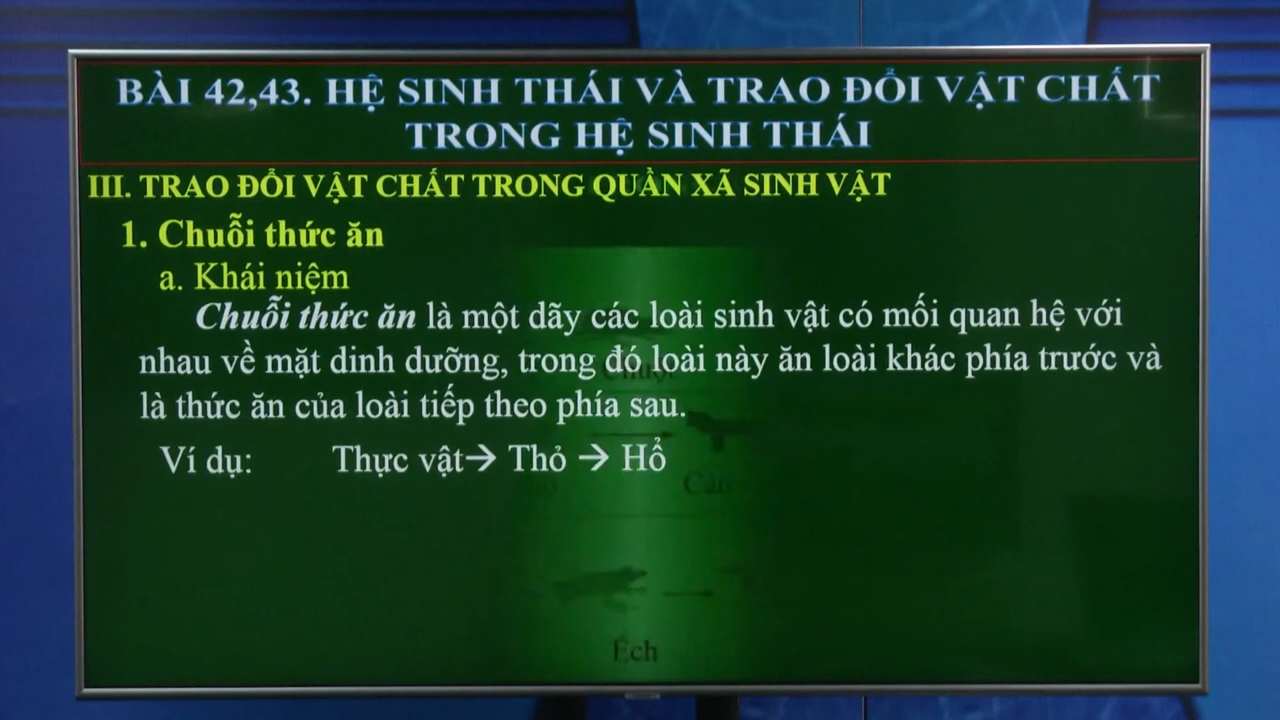 BÀI 42,43. HỆ SINH THÁI VÀ TRAO ĐỔI VẬT CHẤT
TRONG HỆ SINH THÁI
III. TRAO ĐỔI VẬT CHẤT TRONG QUẦN XÃ SINH VẬT
1. Chuỗi thức ăn
a. Khái niệm
Chuỗi thức ăn là một dãy các loài sinh vật có mối quan hệ với
nhau về mặt dinh dưỡng, trong đó loài này ăn loài khác phía trước và
là thức ăn của loài tiếp theo phía sau.
Ví dụ: Thực vật→ Thỏ → Hổ
Ếch